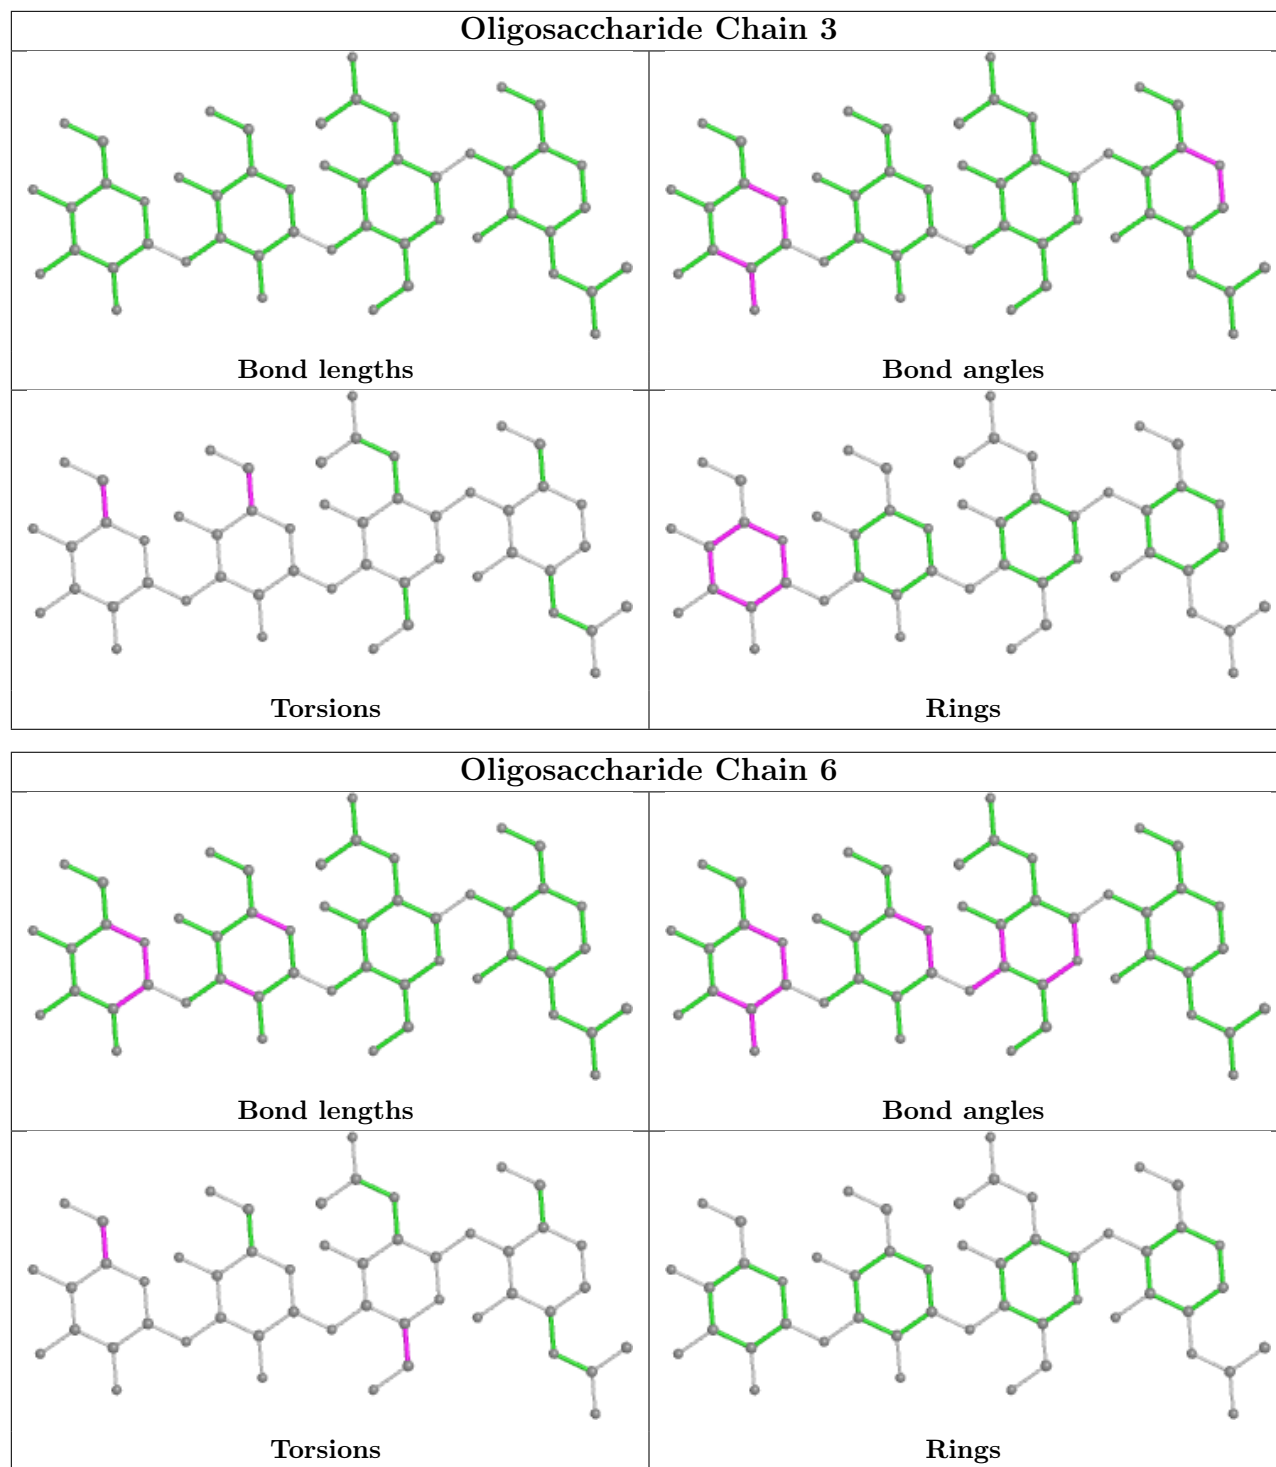 Oligosaccharide Chain 3
Bond lengths
Bond angles
Torsions
Rings
Oligosaccharide Chain 6
Bond lengths
Bond angles
Torsions
Rings